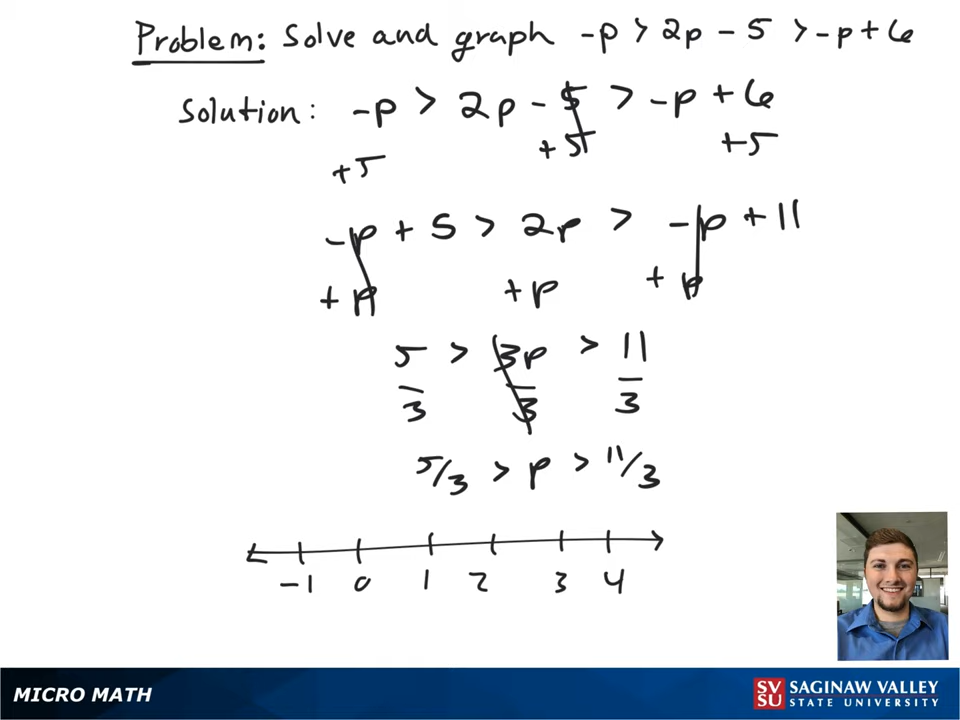 Problem: Solve and graph -p > 2p - 5 > -p + 6
Solution: -p > 2p - 5 > -p + 6
+5 +5 +5
-p + 5 > 2p > -p + 11
+p +p +p
5 > 3p > 11
3 3 3
5/3 > p > 11/3
-1 0 1 2 3 4
MICRO MATH
SV SU SAGINAW VALLEY
STATE UNIVERSITY